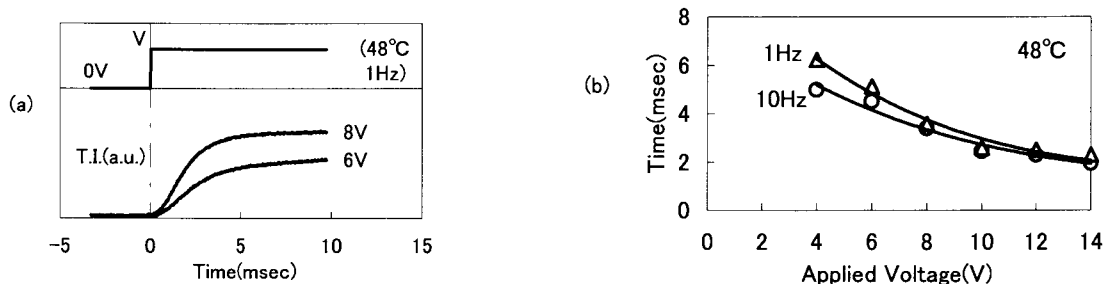 (a)
V
0V
(48°C
1Hz)
T.I.(a.u.)
8V
6V
-5 0 5 10 15
Time(msec)
(b)
8
6
4
2
0
Time(msec)
48°C
1Hz
10Hz
0 2 4 6 8 10 12 14
Applied Voltage(V)